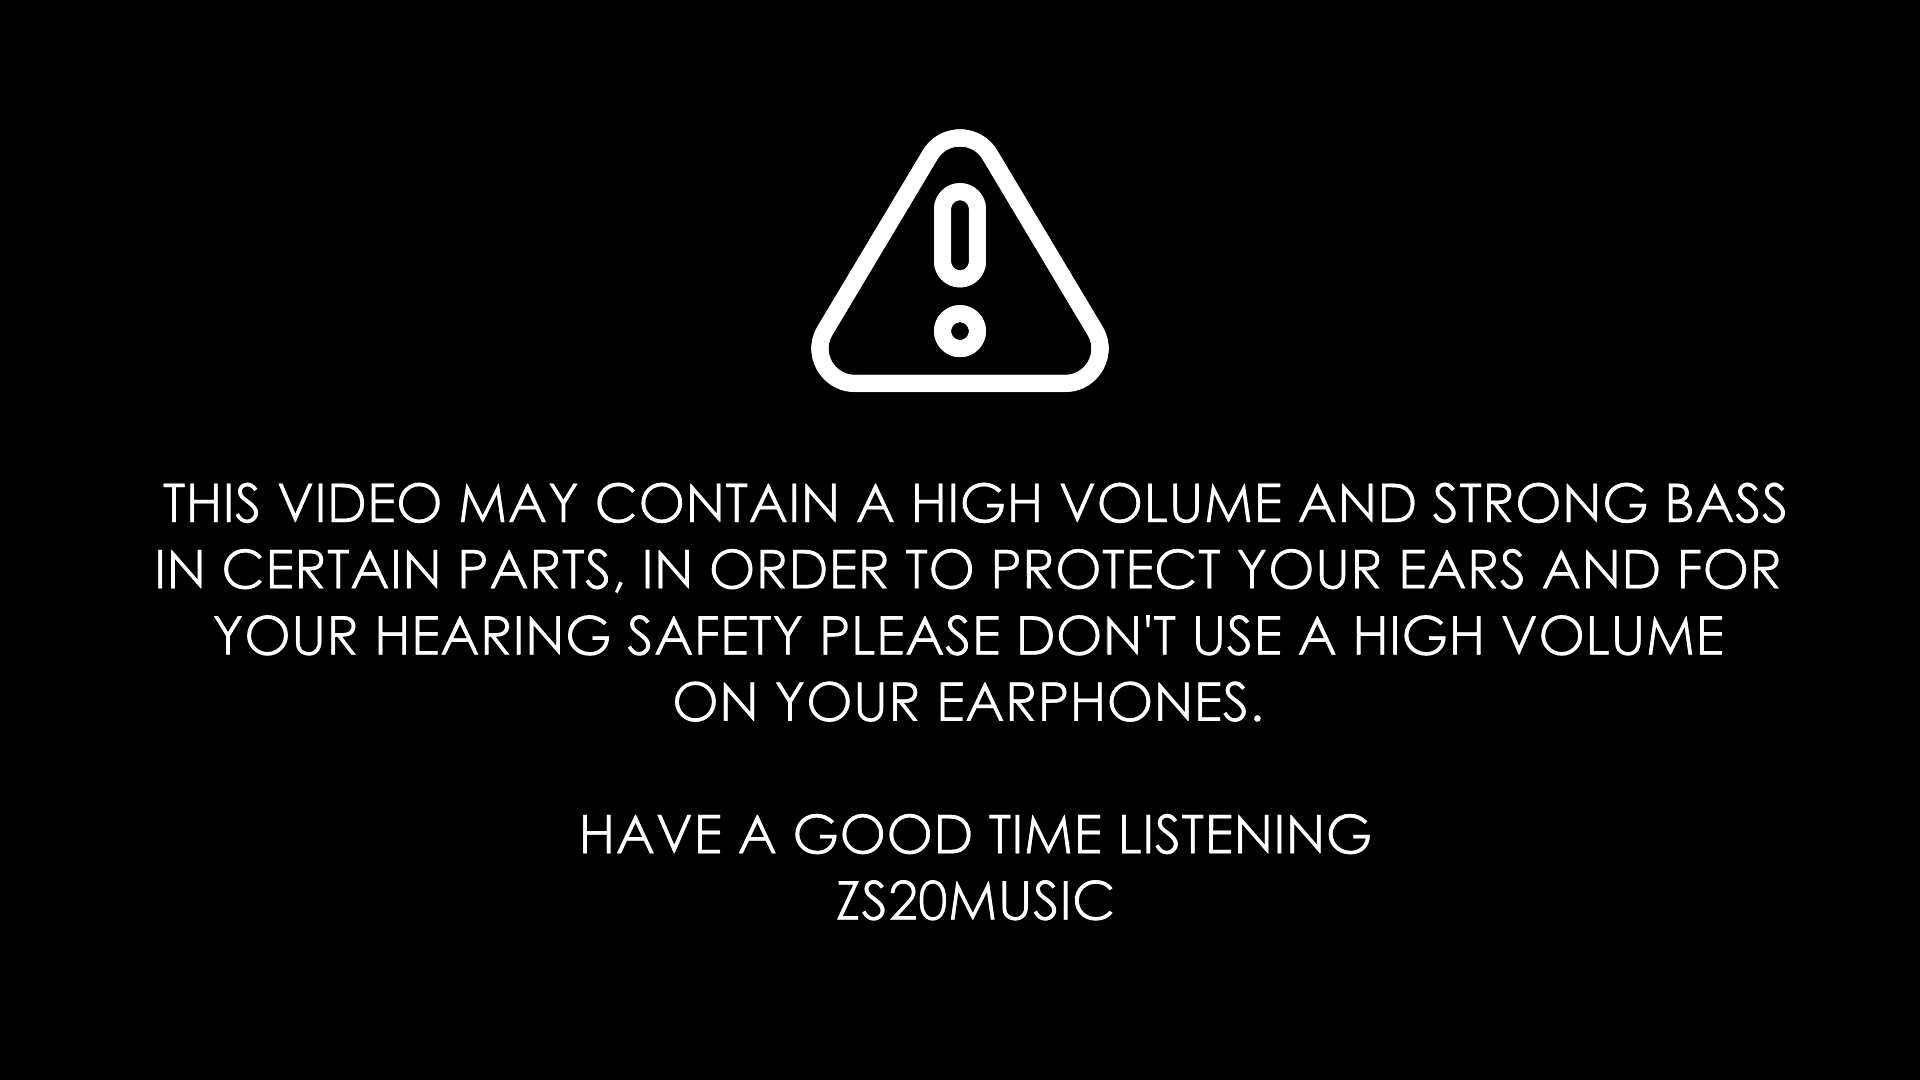 THIS VIDEO MAY CONTAIN A HIGH VOLUME AND STRONG BASS
IN CERTAIN PARTS, IN ORDER TO PROTECT YOUR EARS AND FOR
YOUR HEARING SAFETY PLEASE DON'T USE A HIGH VOLUME
ON YOUR EARPHONES.
HAVE A GOOD TIME LISTENING
ZS20MUSIC